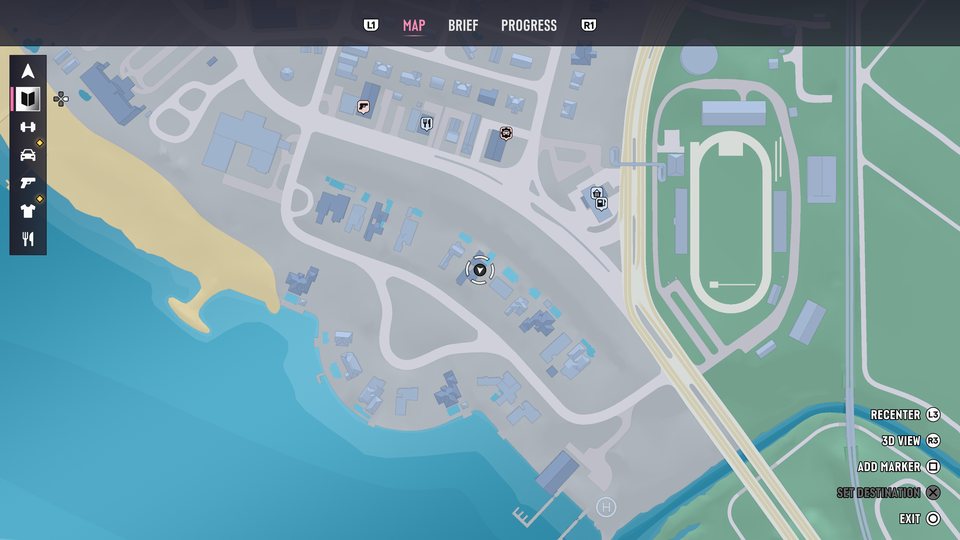 L1 MAP BRIEF PROGRESS R1
H
RECENTER L3
3D VIEW R3
ADD MARKER
SET DESTINATION
EXIT